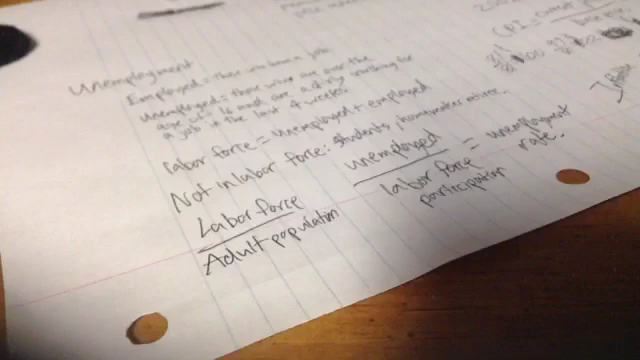 Unemployment
Employed = those who have a job
Unemployed = those who are over the
age of 16 and are actively searching for
a job in the last 4 weeks.
Labor force = unemployed + employed
Not in labor force: students, homemakers, retiree
Labor force
Adult population
unemployed
labor force
participation
= unemployment
rate.
CPI =